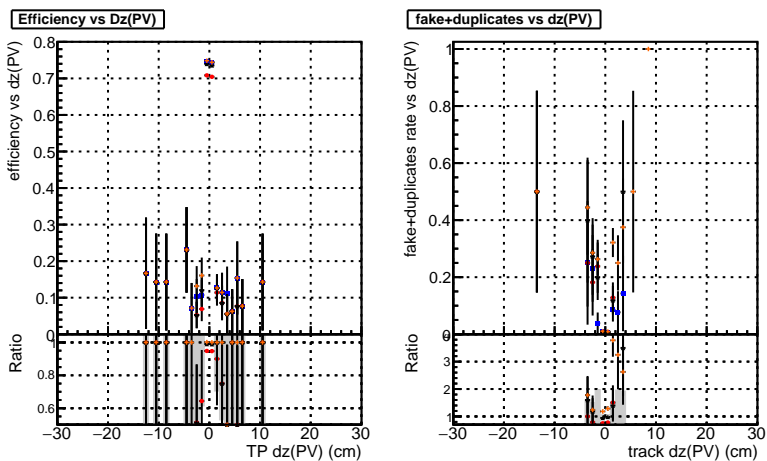 Efficiency vs Dz(PV)
efficiency vs dz(PV)
0.8
0.7
0.6
0.5
0.4
0.3
0.2
0.1
0
Ratio
1
0.8
0.6
−30 −20 −10 0 10 20 30
TP dz(PV) (cm)
fake+duplicates vs dz(PV)
fake+duplicates rate vs dz(PV)
1
0.8
0.6
0.4
0.2
0
Ratio
6
5
4
3
2
1
−30 −20 −10 0 10 20 30
track dz(PV) (cm)